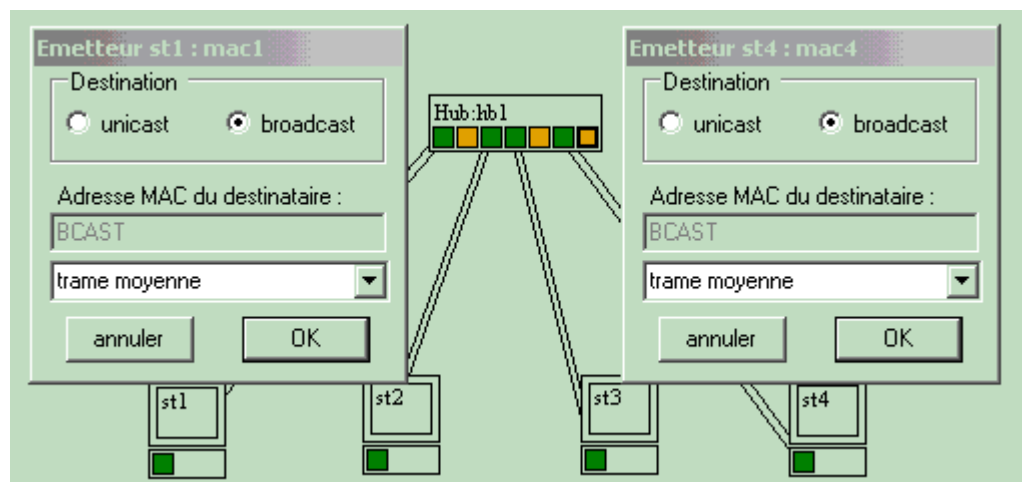 Emetteur st1 : mac1
Destination
unicast
broadcast
Adresse MAC du destinataire :
BCAST
trame moyenne
annuler
OK
Hub:hb1
Emetteur st4 : mac4
Destination
unicast
broadcast
Adresse MAC du destinataire :
BCAST
trame moyenne
annuler
OK
st1
st2
st3
st4